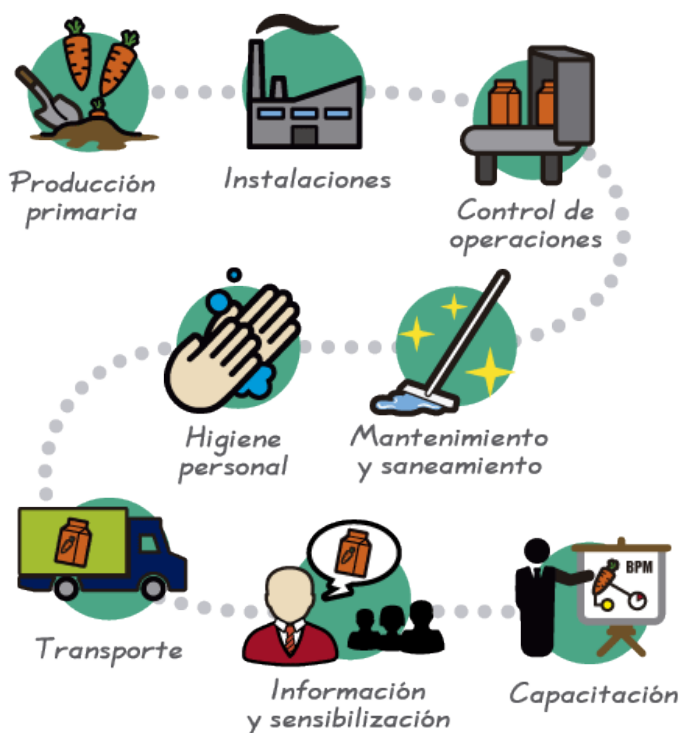 Producción
primaria
Instalaciones
Control de
operaciones
Higiene
personal
Mantenimiento
y saneamiento
Transporte
Información
y sensibilización
BPM
Capacitación